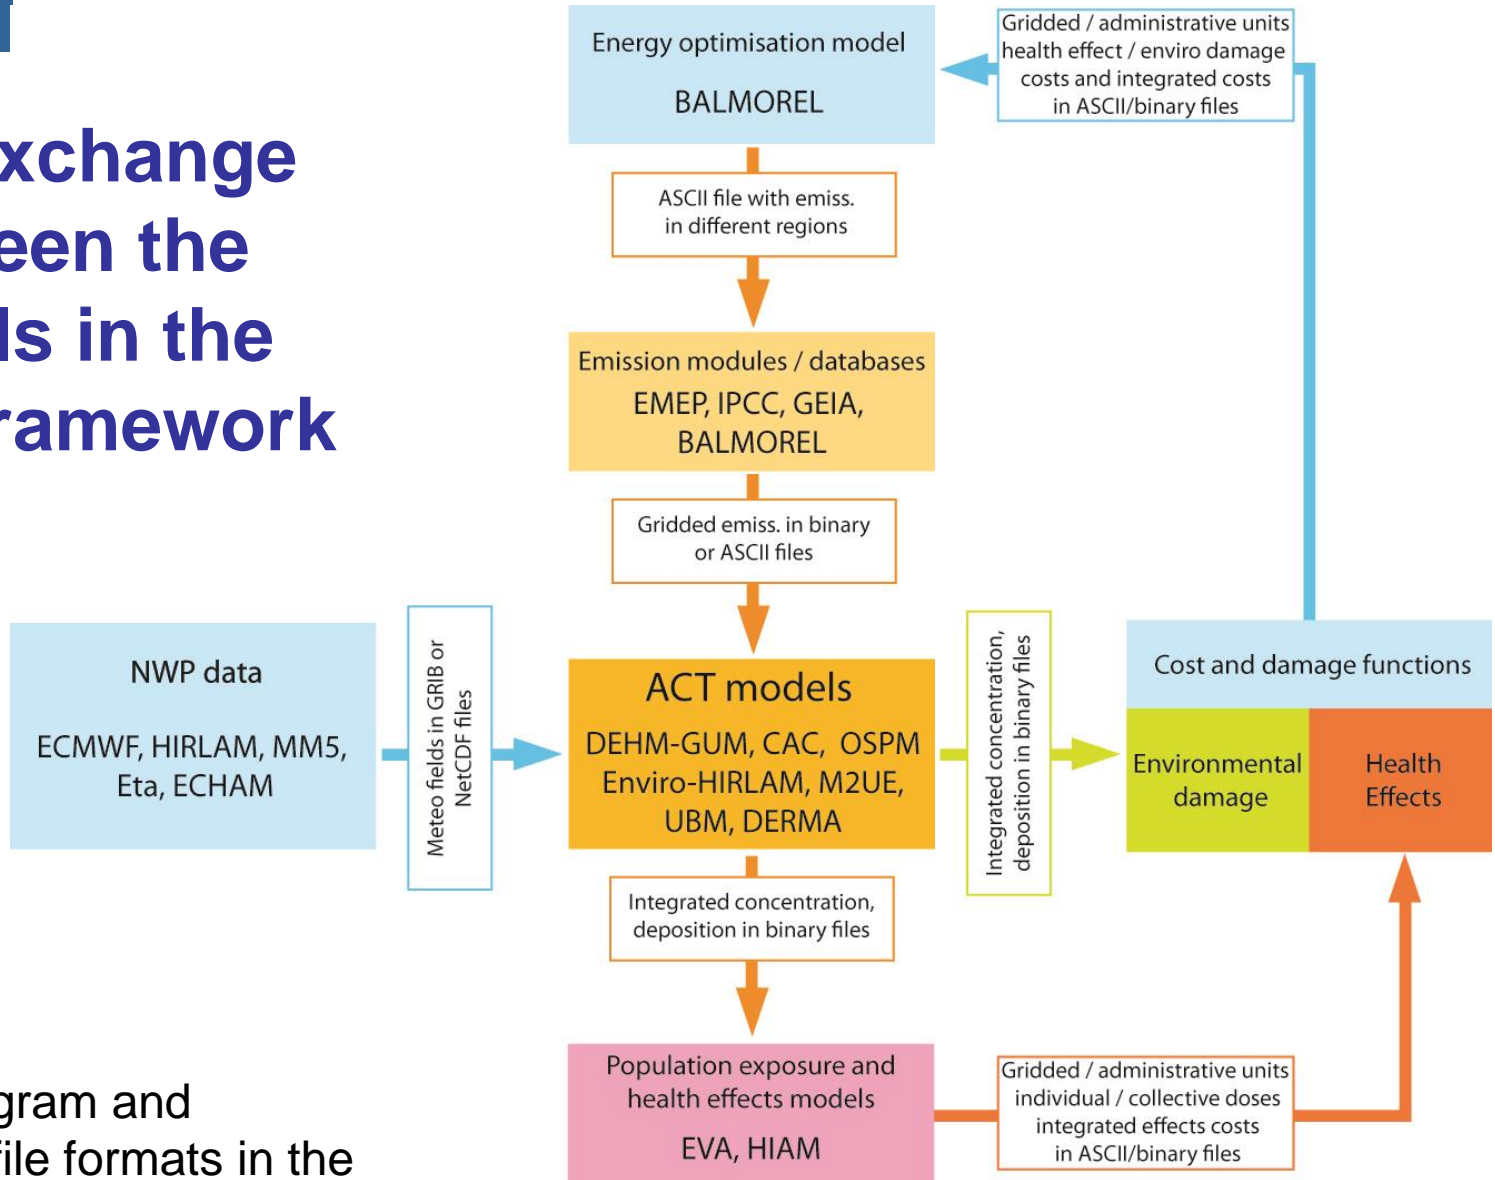 xchange
een the
ls in the
ramework
Energy optimisation model
BALMOREL
Gridded / administrative units
health effect / enviro damage
costs and integrated costs
in ASCII/binary files
ASCII file with emiss.
in different regions
Emission modules / databases
EMEP, IPCC, GEIA,
BALMOREL
Gridded emiss. in binary
or ASCII files
NWP data
ECMWF, HIRLAM, MM5,
Eta, ECHAM
Meteo fields in GRIB or
NetCDF files
ACT models
DEHM-GUM, CAC, OSPM
Enviro-HIRLAM, M2UE,
UBM, DERMA
Integrated concentration,
deposition in binary files
Cost and damage functions
Environmental
damage
Health
Effects
Integrated concentration,
deposition in binary files
Population exposure and
health effects models
EVA, HIAM
Gridded / administrative units
individual / collective doses
integrated effects costs
in ASCII/binary files
gram and
file formats in the